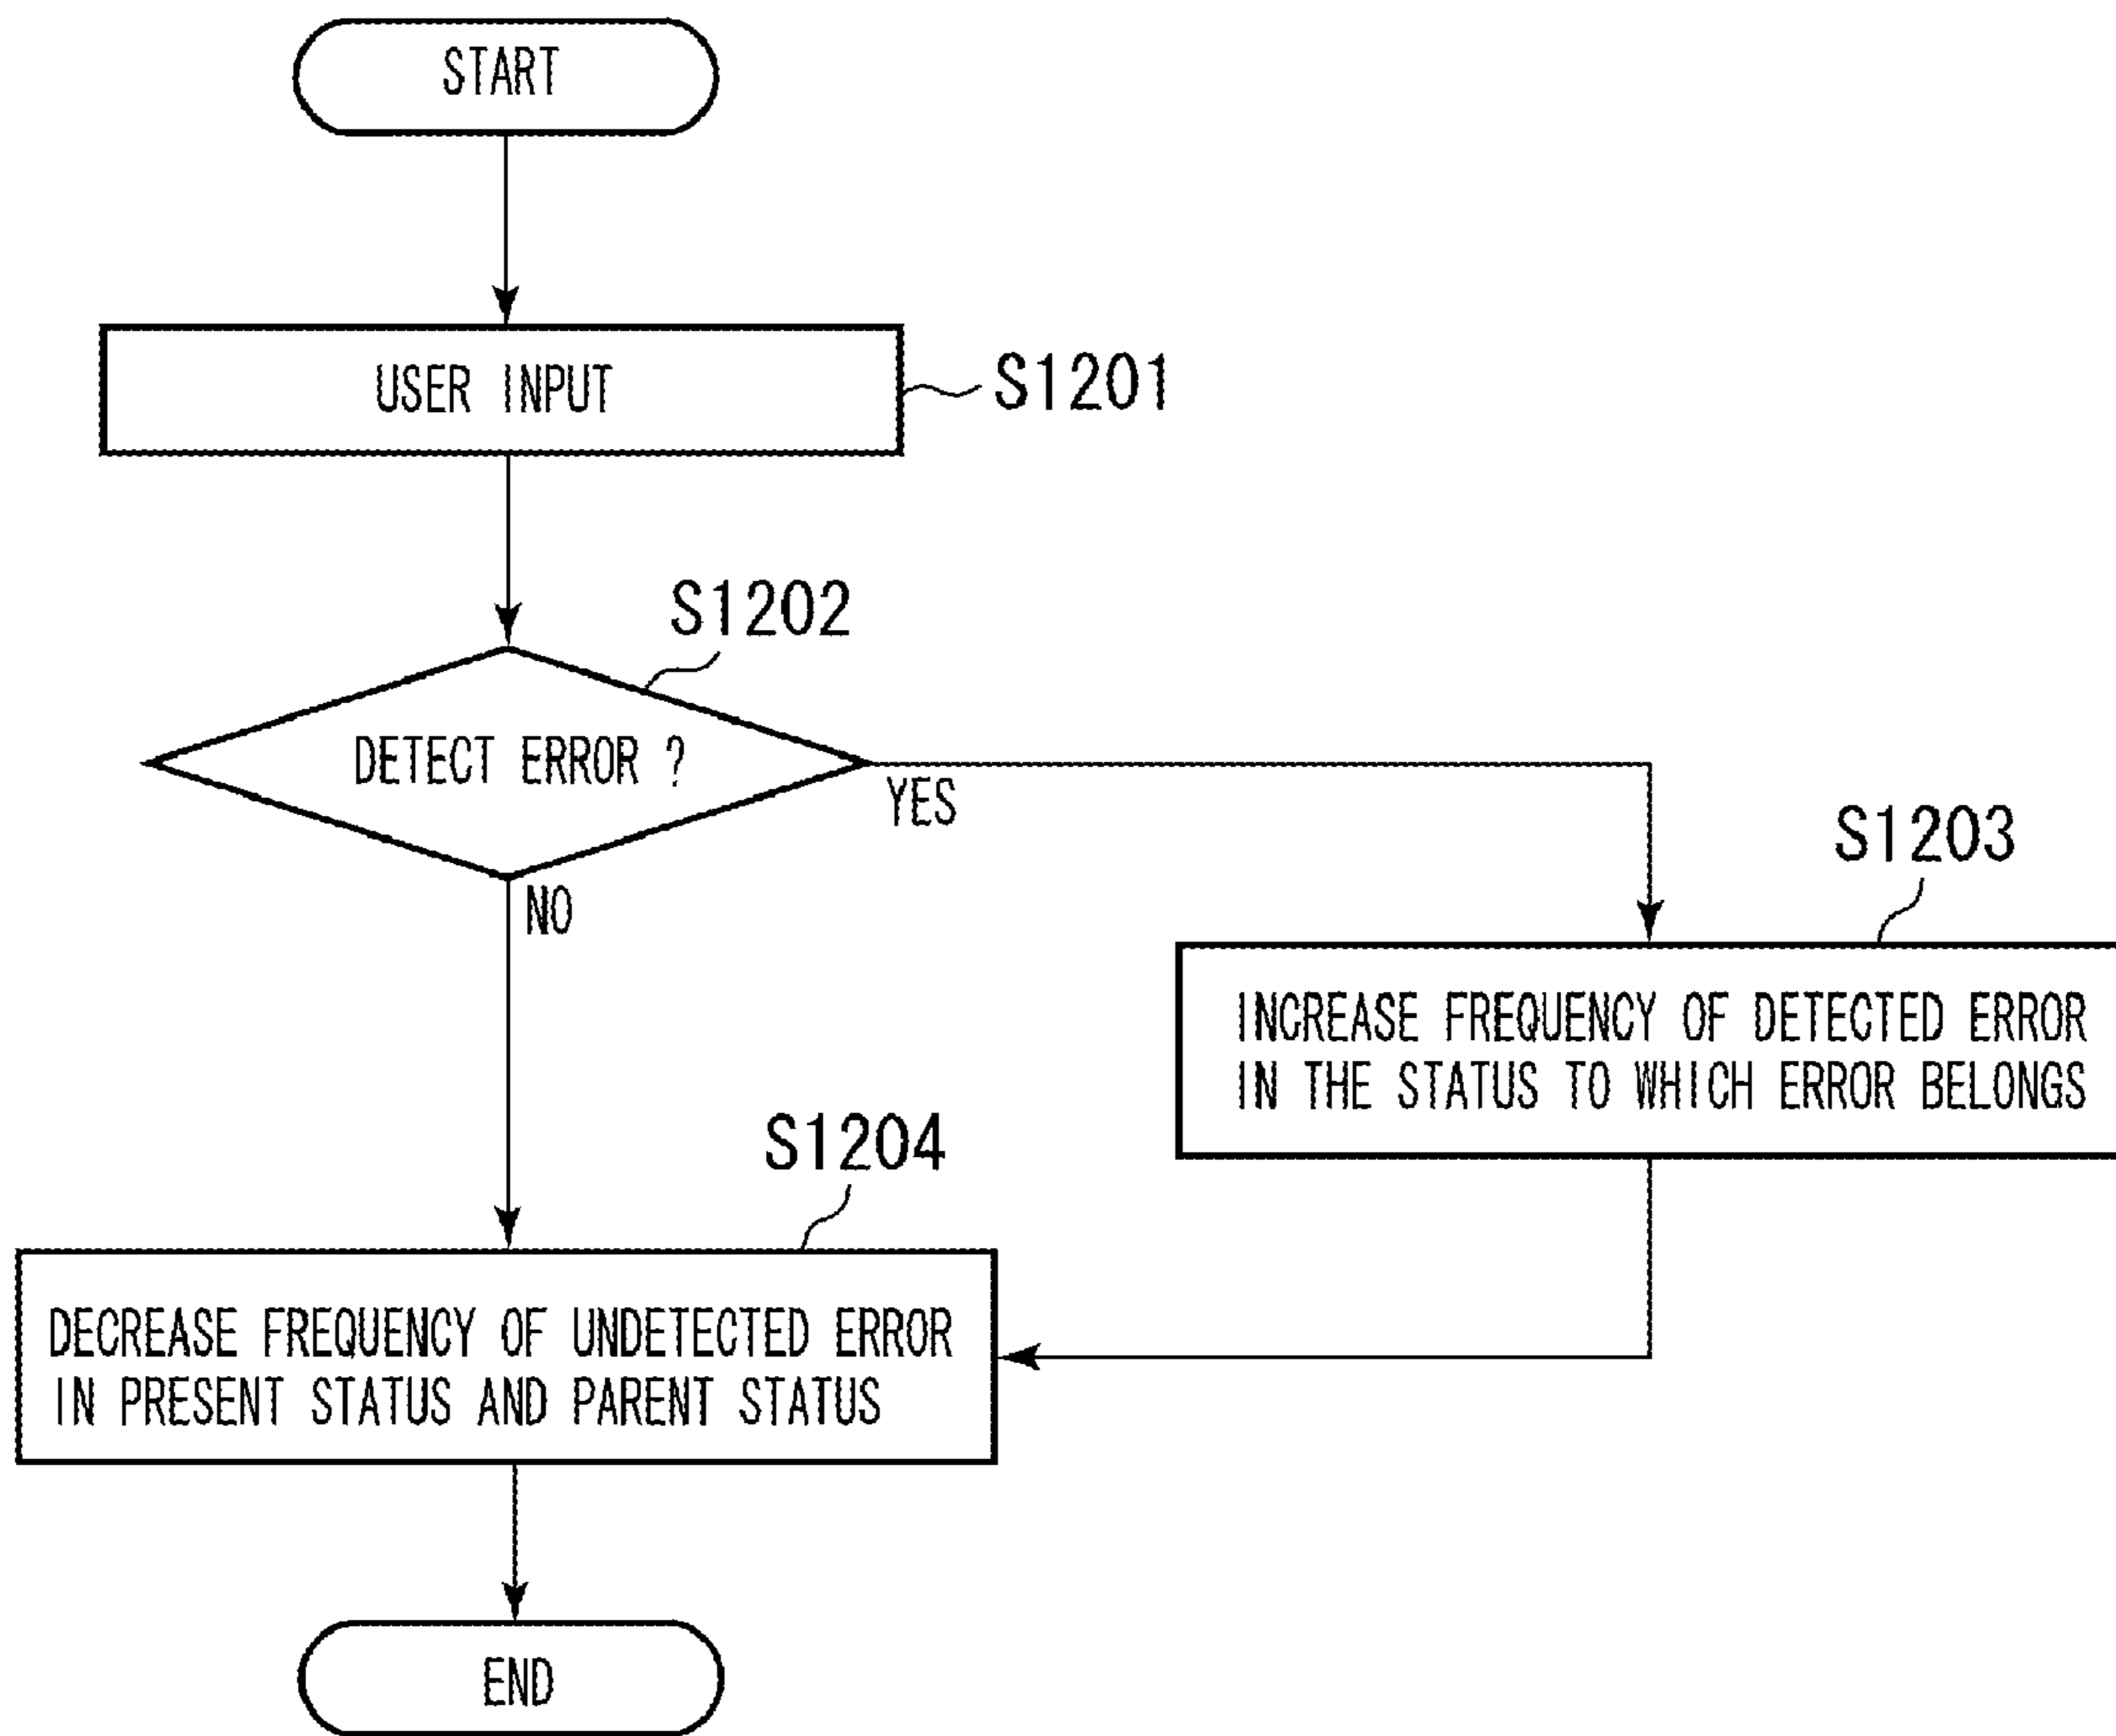 START
USER INPUT
S1201
S1202
DETECT ERROR ?
YES
NO
S1203
INCREASE FREQUENCY OF DETECTED ERROR
IN THE STATUS TO WHICH ERROR BELONGS
S1204
DECREASE FREQUENCY OF UNDETECTED ERROR
IN PRESENT STATUS AND PARENT STATUS
END